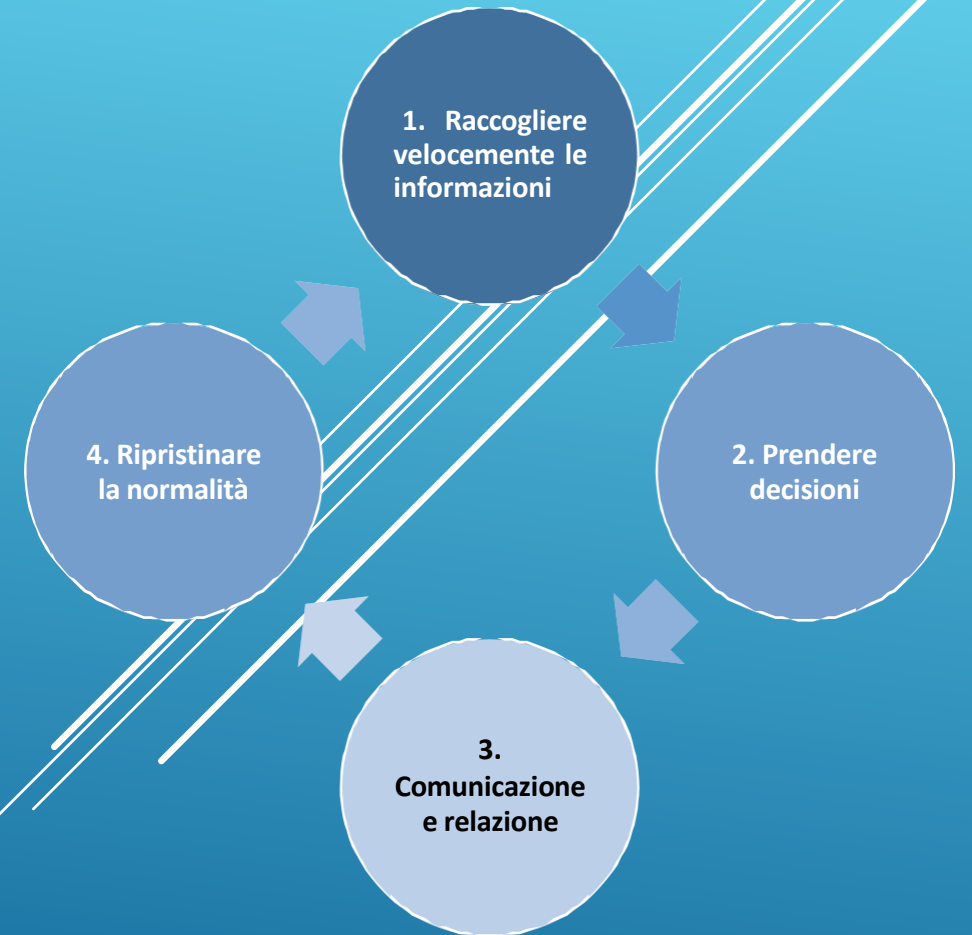 1. Raccogliere
velocemente le
informazioni
2. Prendere
decisioni
3.
Comunicazione
e relazione
4. Ripristinare
la normalità